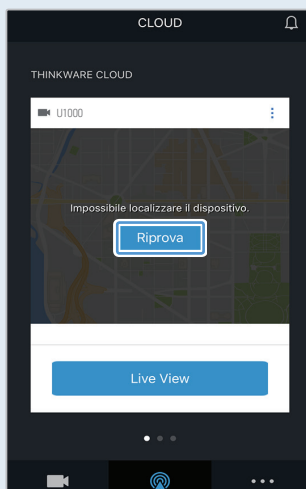 CLOUD
THINKWARE CLOUD
U1000
Impossibile localizzare il dispositivo.
Riprova
Live View